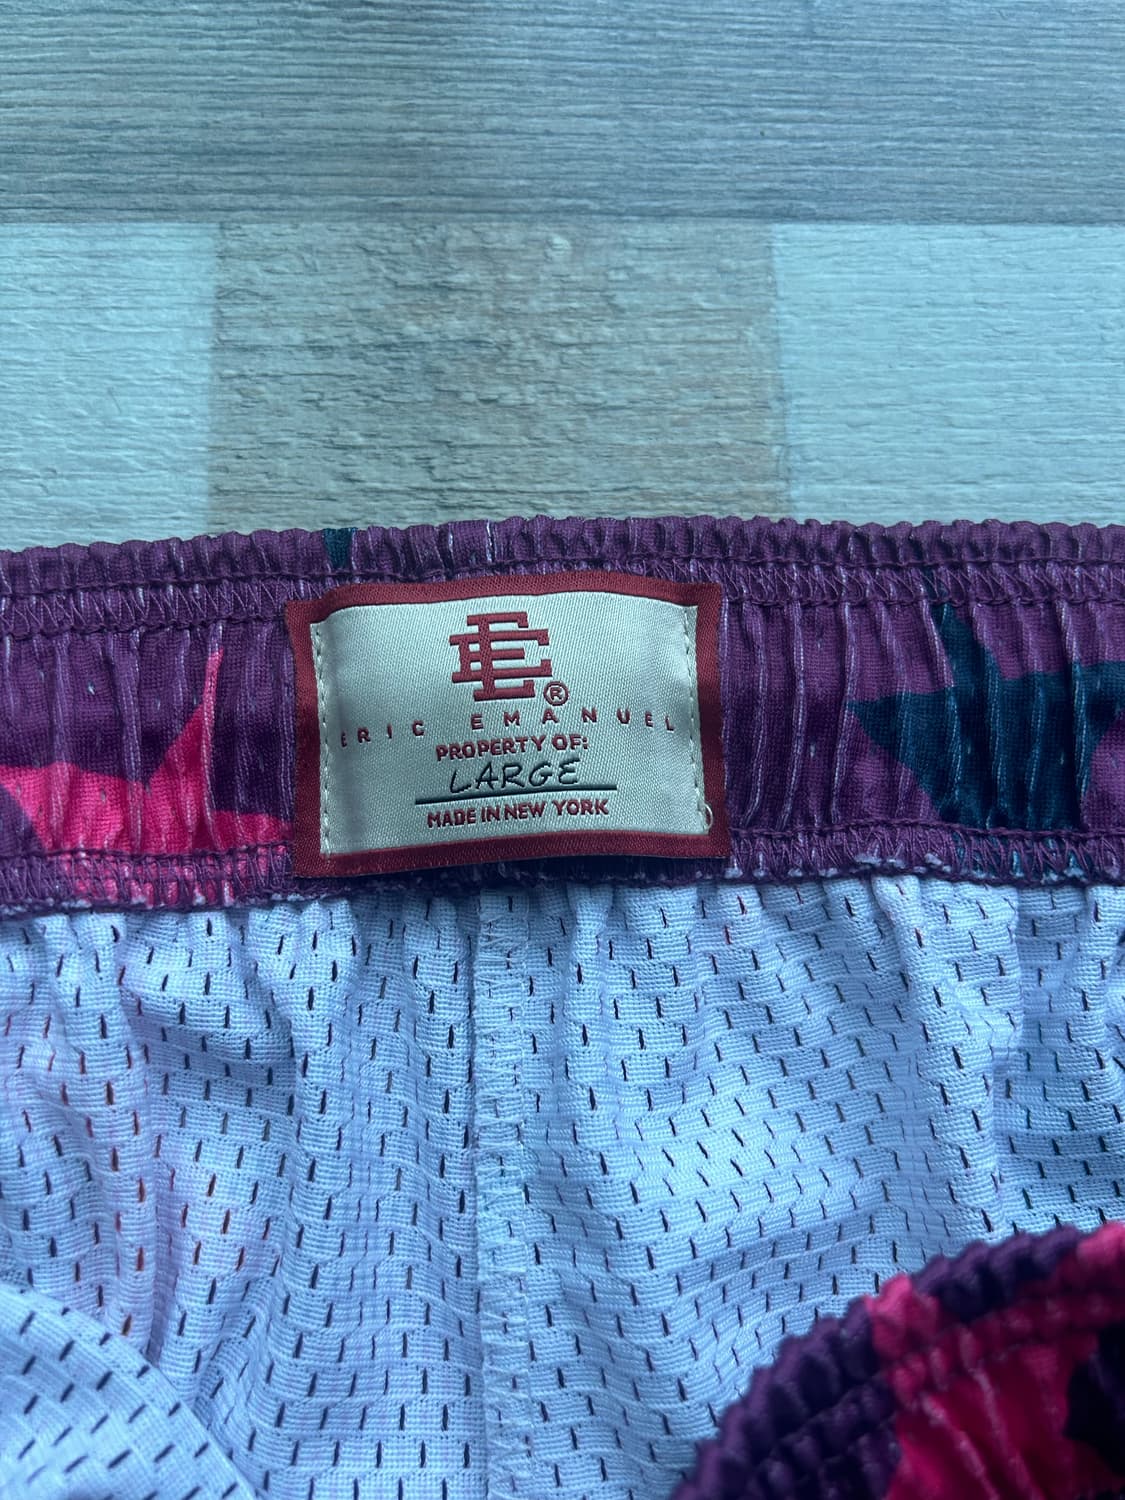 EE®
ERIC EMANUEL
PROPERTY OF:
LARGE
MADE IN NEW YORK